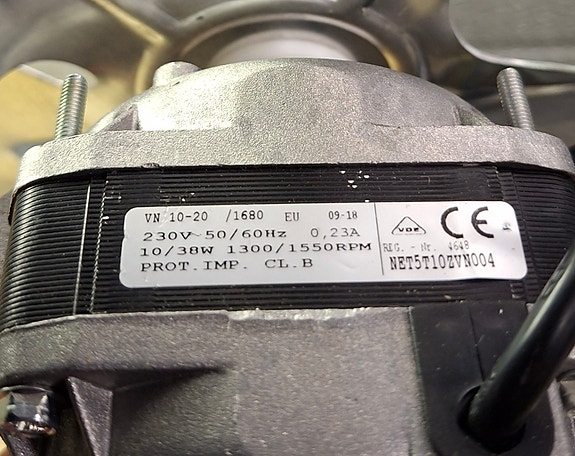 VN 10-20 /1680 EU 09-18
230V~50/60Hz 0,23A
10/38W 1300/1550RPM
PROT.IMP. CL.B
VDE CE
REG. - Nr. 4648
NET5T10ZVN004